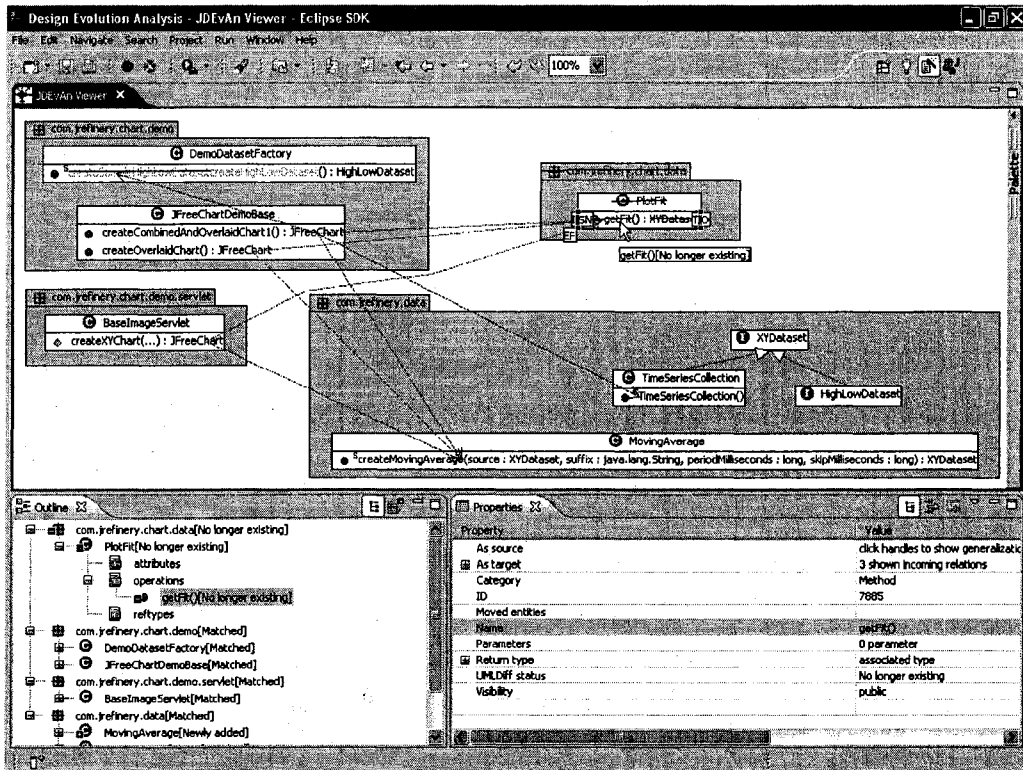 Design Evolution Analysis - JDEvAn Viewer - Eclipse SDK
File Edit Navigate Search Project Run Window Help
100%
JDEvAn Viewer
Palette
com.jrefinery.chart.demo
DemoDatasetFactory
createHighLowDataset() : HighLowDataset
JFreeChartDemoBase
createCombinedAndOverlaidChart1() : JFreeChart
createOverlaidChart() : JFreeChart
com.jrefinery.chart.data
PlotFit
getFit() : XYDataset
EF
getFit()[No longer existing]
com.jrefinery.chart.demo.servlet
BaseImageServlet
createXYChart(...) : JFreeChart
com.jrefinery.data
XYDataset
TimeSeriesCollection
TimeSeriesCollection()
HighLowDataset
MovingAverage
createMovingAverage(source : XYDataset, suffix : java.lang.String, periodMilliseconds : long, skipMilliseconds : long) : XYDataset
Outline
com.jrefinery.chart.data[No longer existing]
PlotFit[No longer existing]
attributes
operations
getFit()[No longer existing]
reftypes
com.jrefinery.chart.demo[Matched]
DemoDatasetFactory[Matched]
JFreeChartDemoBase[Matched]
com.jrefinery.chart.demo.servlet[Matched]
BaseImageServlet[Matched]
com.jrefinery.data[Matched]
MovingAverage[Newly added]
Properties
Property Value
As source click handles to show generalizatic
As target 3 shown incoming relations
Category Method
ID 7885
Moved entities
Name getFit()
Parameters 0 parameter
Return type associated type
UMLDiff status No longer existing
Visibility public